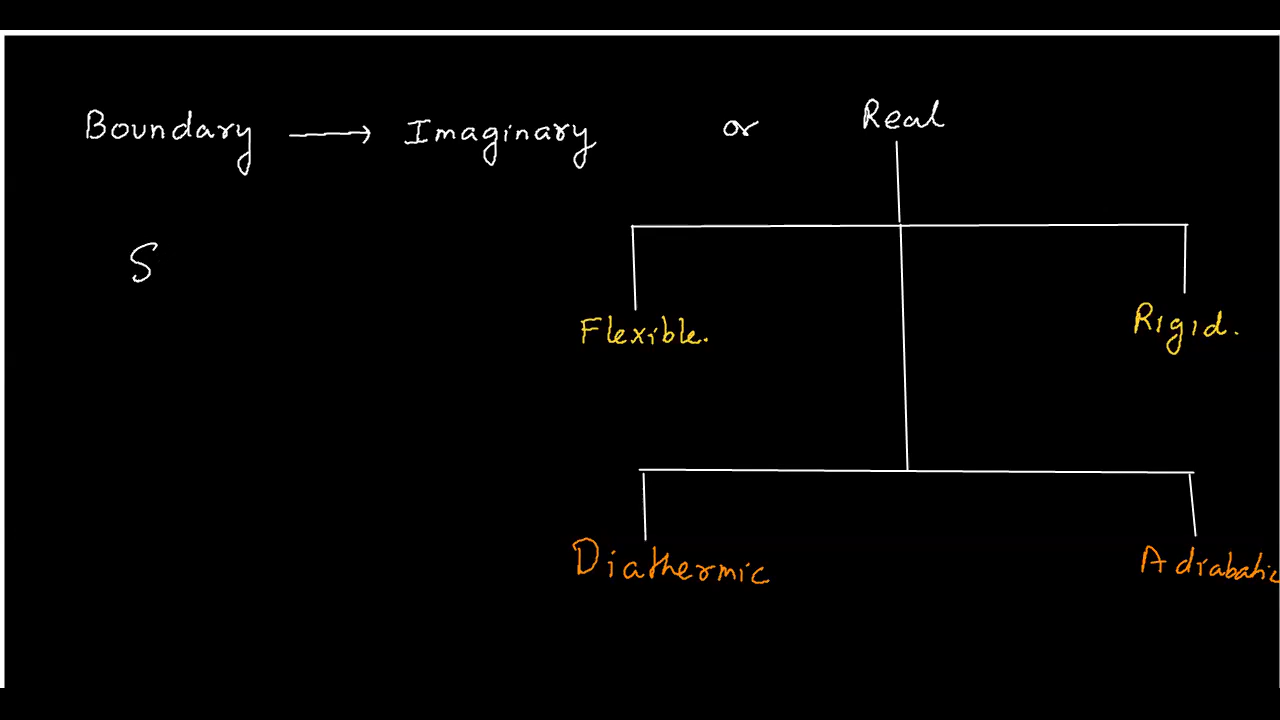 Boundary → Imaginary or Real
S
Flexible. Rigid.
Diathermic Adiabatic